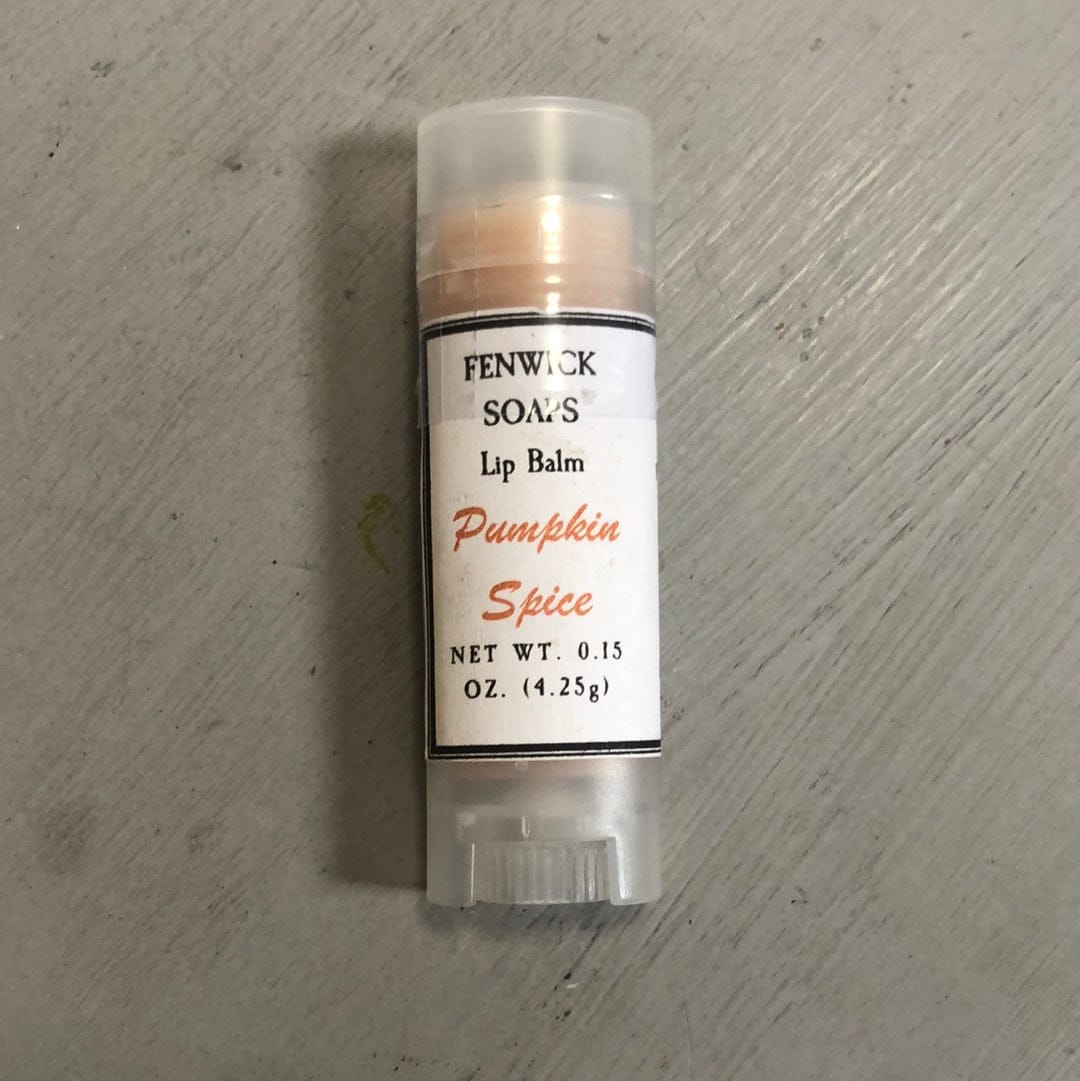 FENWICK
SOAPS
Lip Balm
Pumpkin
Spice
NET WT. 0.15
OZ. (4.25g)